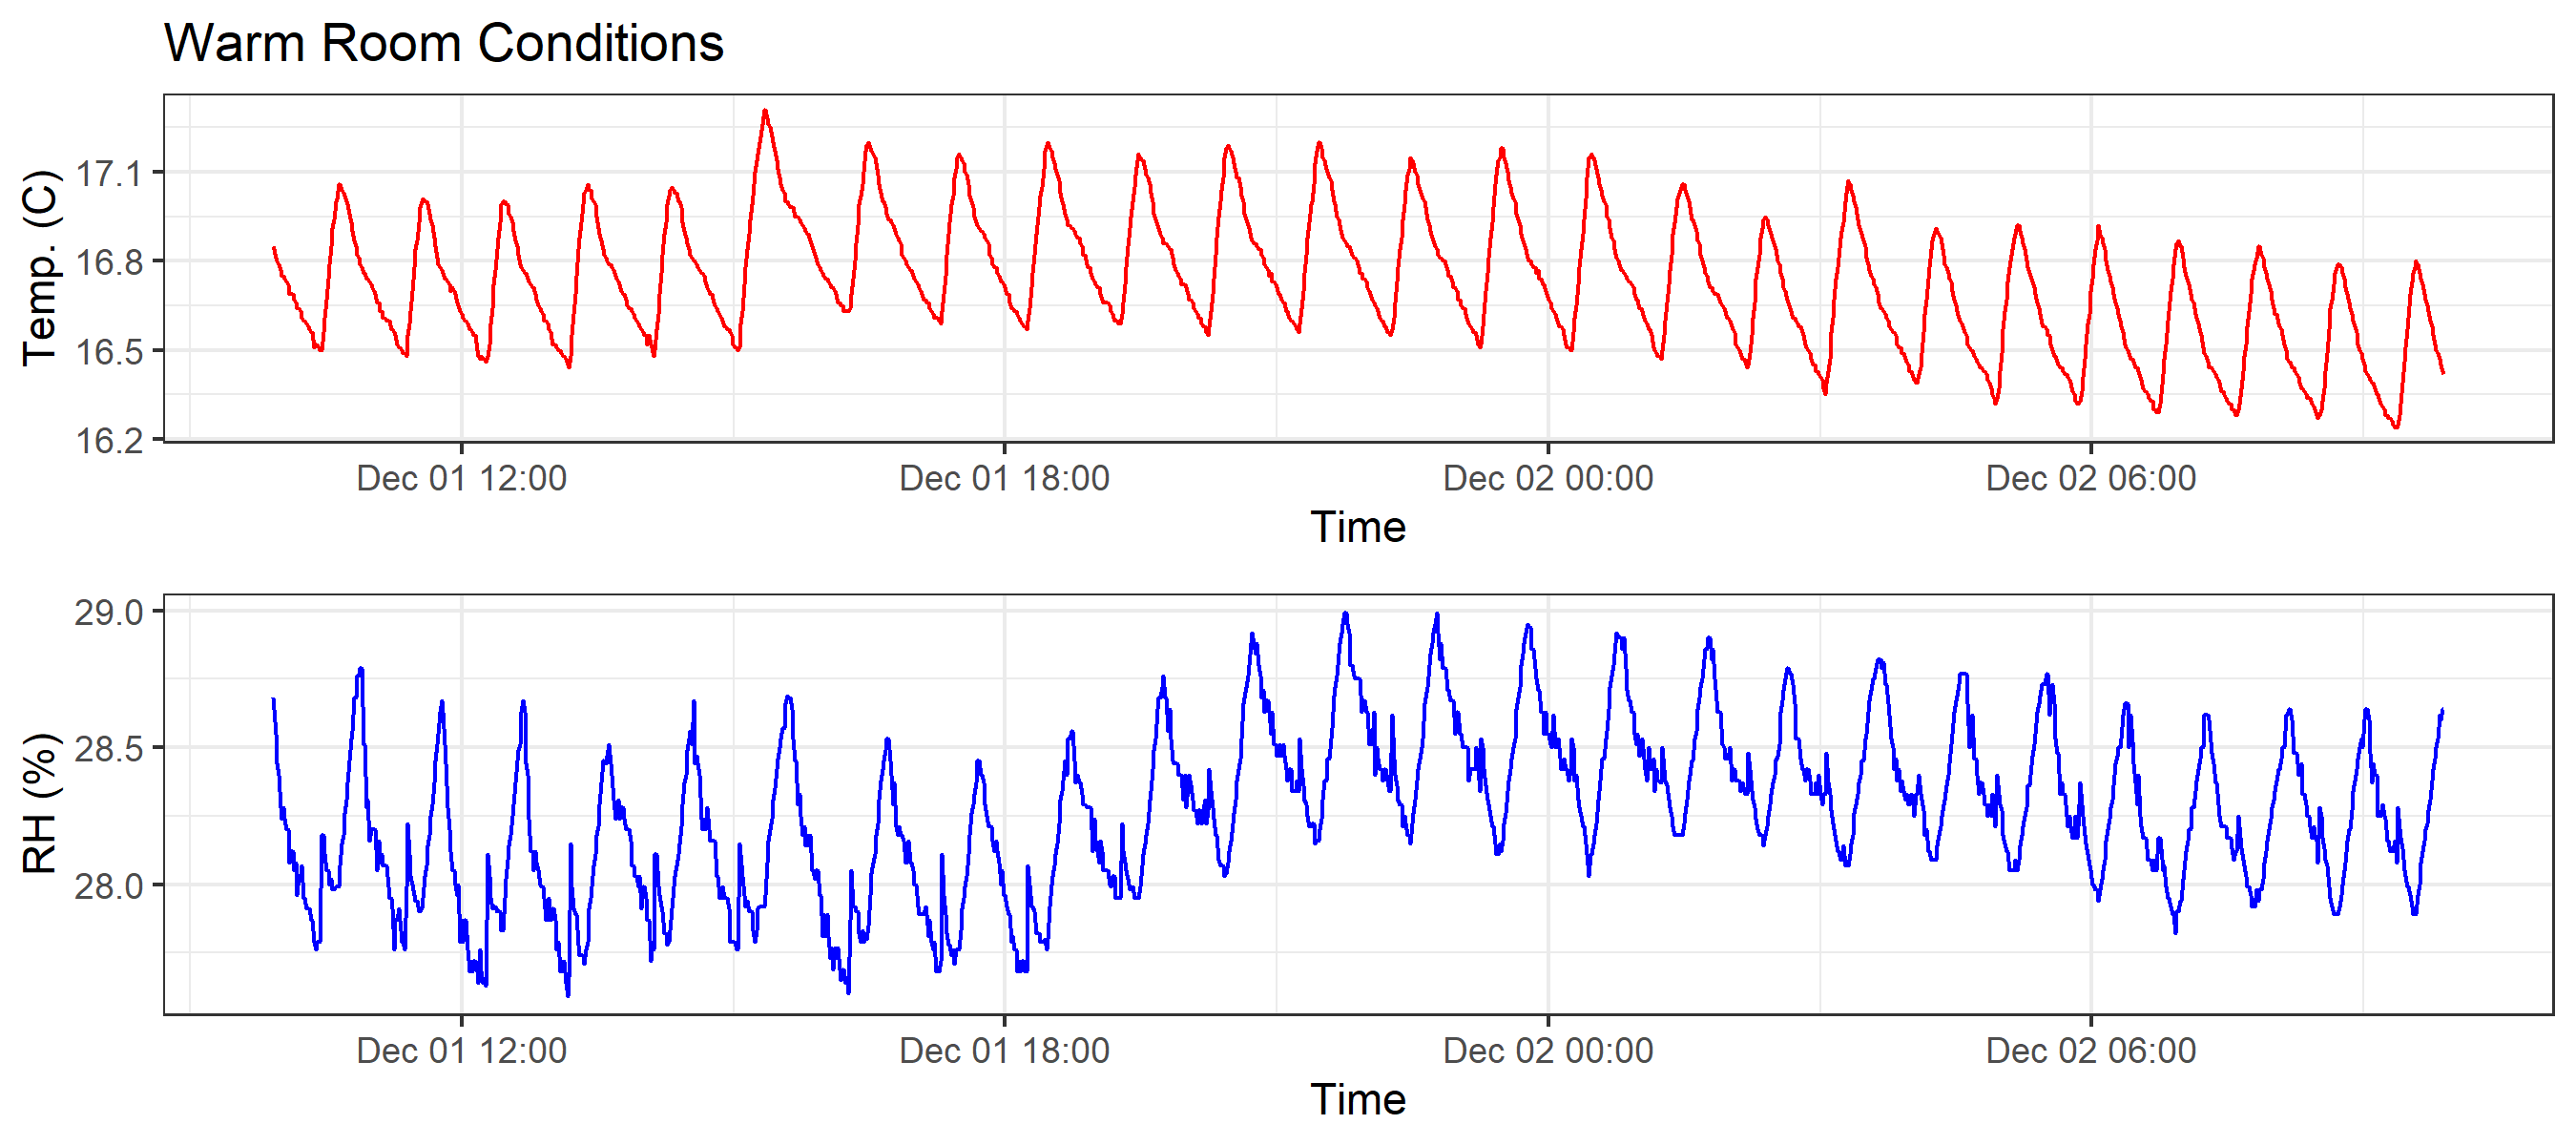 Warm Room Conditions
Temp. (C)
17.1
16.8
16.5
16.2
Dec 01 12:00 Dec 01 18:00 Dec 02 00:00 Dec 02 06:00
Time
RH (%)
29.0
28.5
28.0
Dec 01 12:00 Dec 01 18:00 Dec 02 00:00 Dec 02 06:00
Time